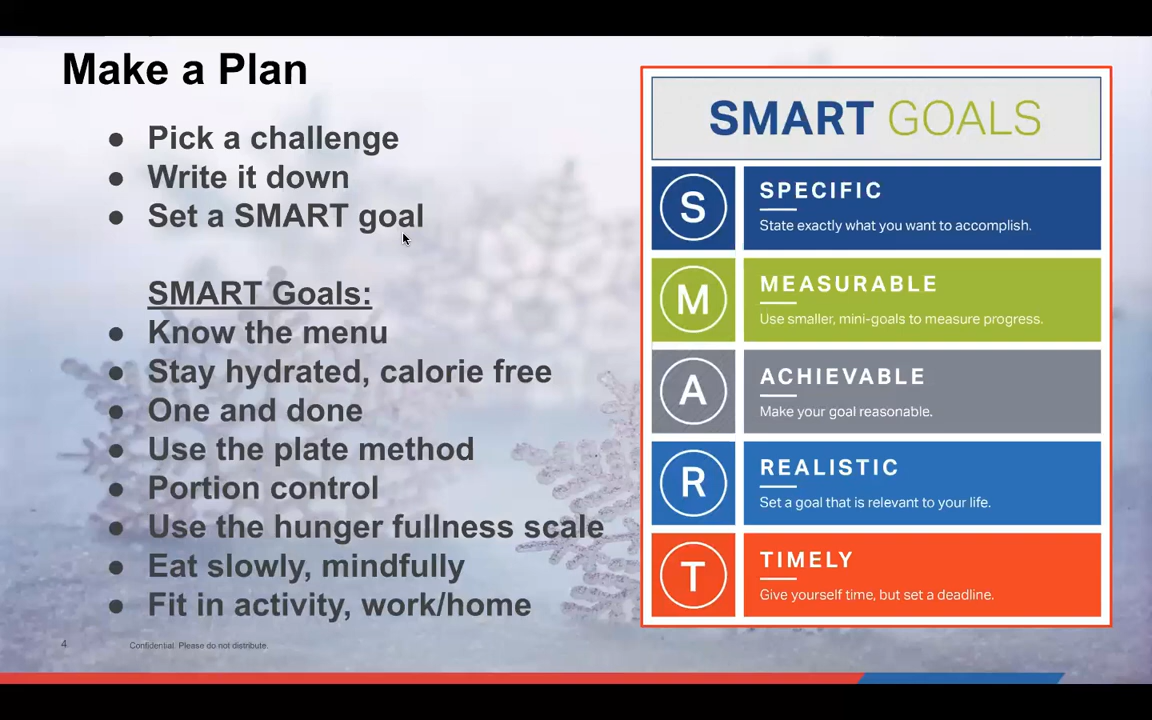 Make a Plan
Pick a challenge
Write it down
Set a SMART goal
SMART Goals:
Know the menu
Stay hydrated, calorie free
One and done
Use the plate method
Portion control
Use the hunger fullness scale
Eat slowly, mindfully
Fit in activity, work/home
SMART GOALS
S
SPECIFIC
State exactly what you want to accomplish.
M
MEASURABLE
Use smaller, mini-goals to measure progress.
A
ACHIEVABLE
Make your goal reasonable.
R
REALISTIC
Set a goal that is relevant to your life.
T
TIMELY
Give yourself time, but set a deadline.
4
Confidential. Please do not distribute.